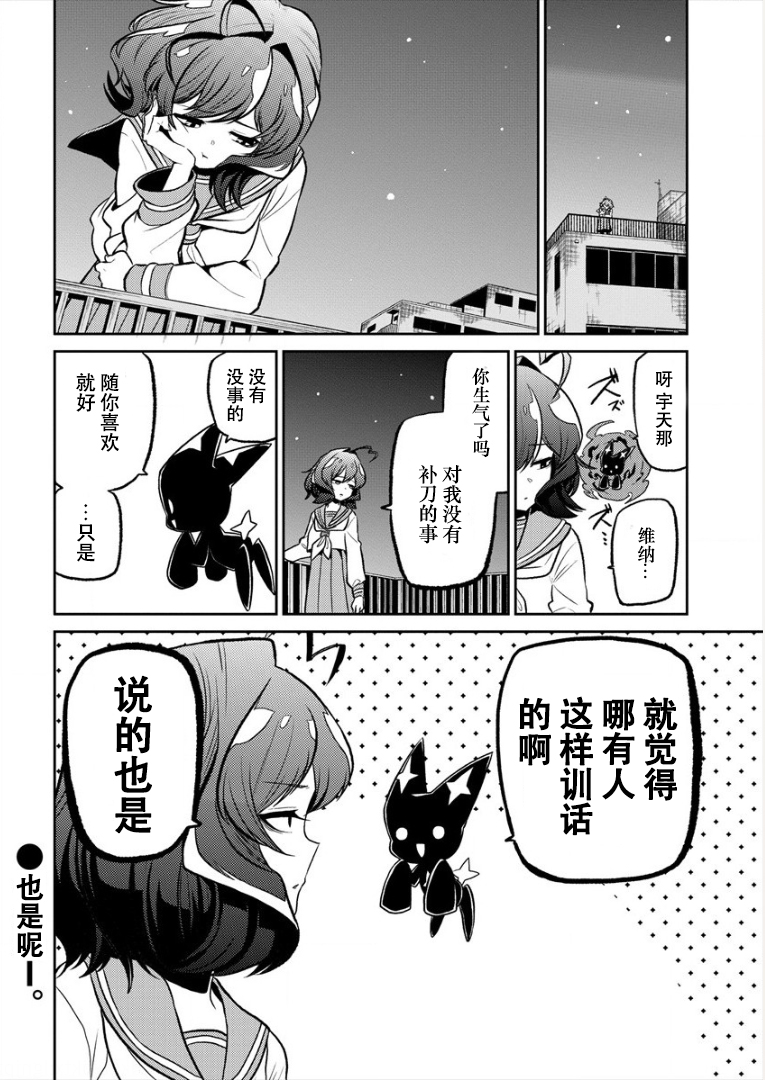 呀宇天那
维纳…
你生气了吗
对我没有
补刀的事
没有
没事的
随你喜欢
就好
…只是
就觉得
哪有人
这样训话
的啊
说的也是
●也是呢ー。